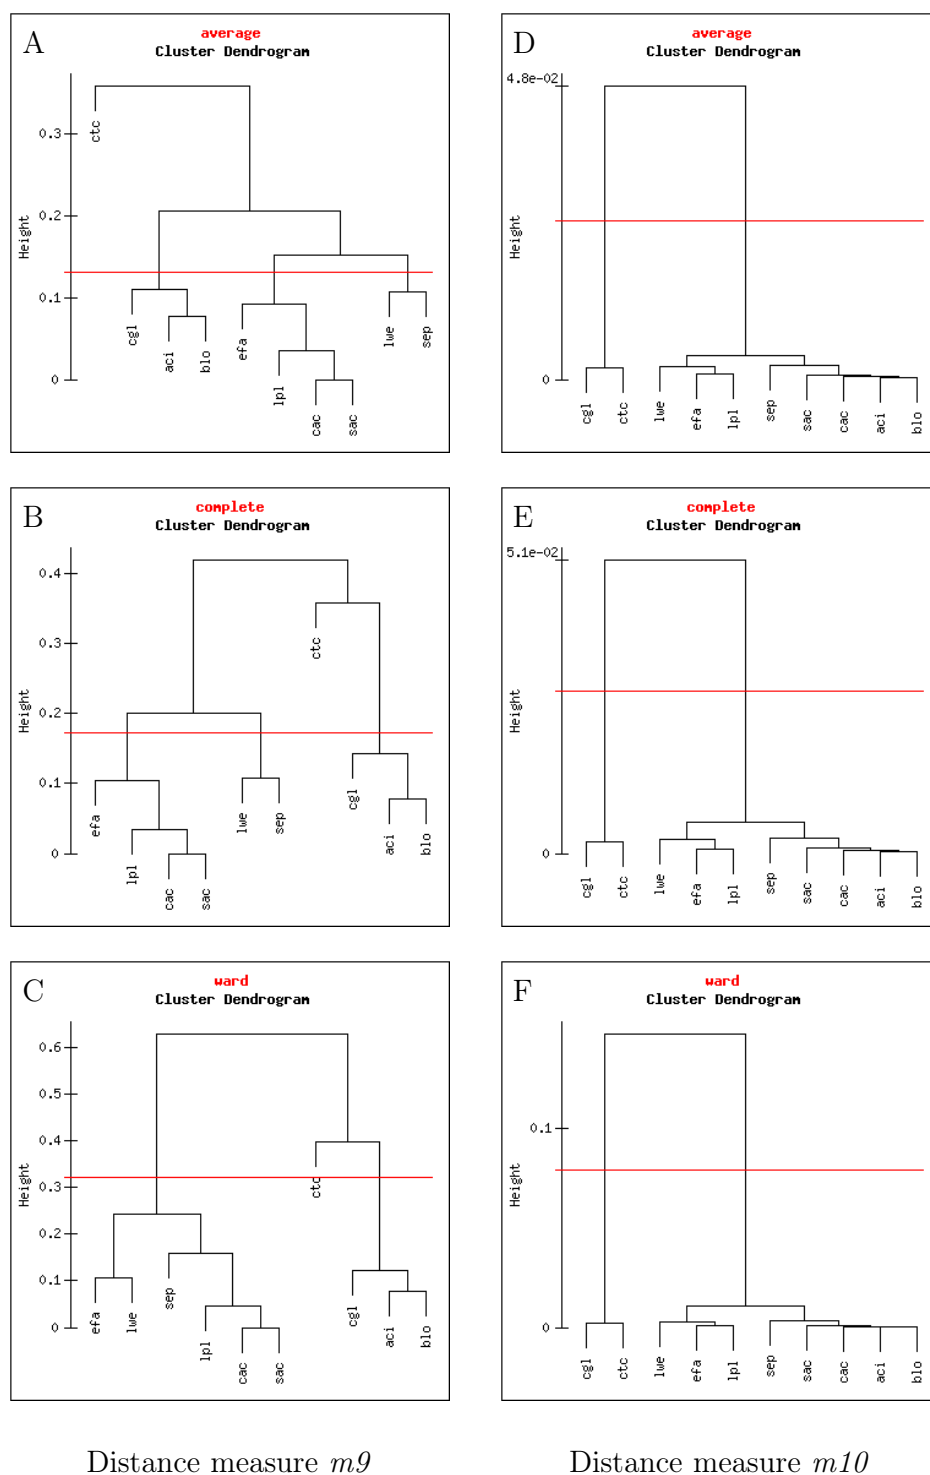 A
average
Cluster Dendrogram
Height
0.3
0.2
0.1
0
ctc
cgl
aci
blo
efa
lpl
cac
sac
lwe
sep
D
average
Cluster Dendrogram
Height
4.8e-02
0
cgl
ctc
lwe
efa
lpl
sep
sac
cac
aci
blo
B
complete
Cluster Dendrogram
Height
0.4
0.3
0.2
0.1
0
efa
lpl
cac
sac
lwe
sep
ctc
cgl
aci
blo
E
complete
Cluster Dendrogram
Height
5.1e-02
0
cgl
ctc
lwe
efa
lpl
sep
sac
cac
aci
blo
C
ward
Cluster Dendrogram
Height
0.6
0.5
0.4
0.3
0.2
0.1
0
efa
lwe
sep
lpl
cac
sac
ctc
cgl
aci
blo
F
ward
Cluster Dendrogram
Height
0.1
0
cgl
ctc
lwe
efa
lpl
sep
sac
cac
aci
blo
Distance measure m9
Distance measure m10